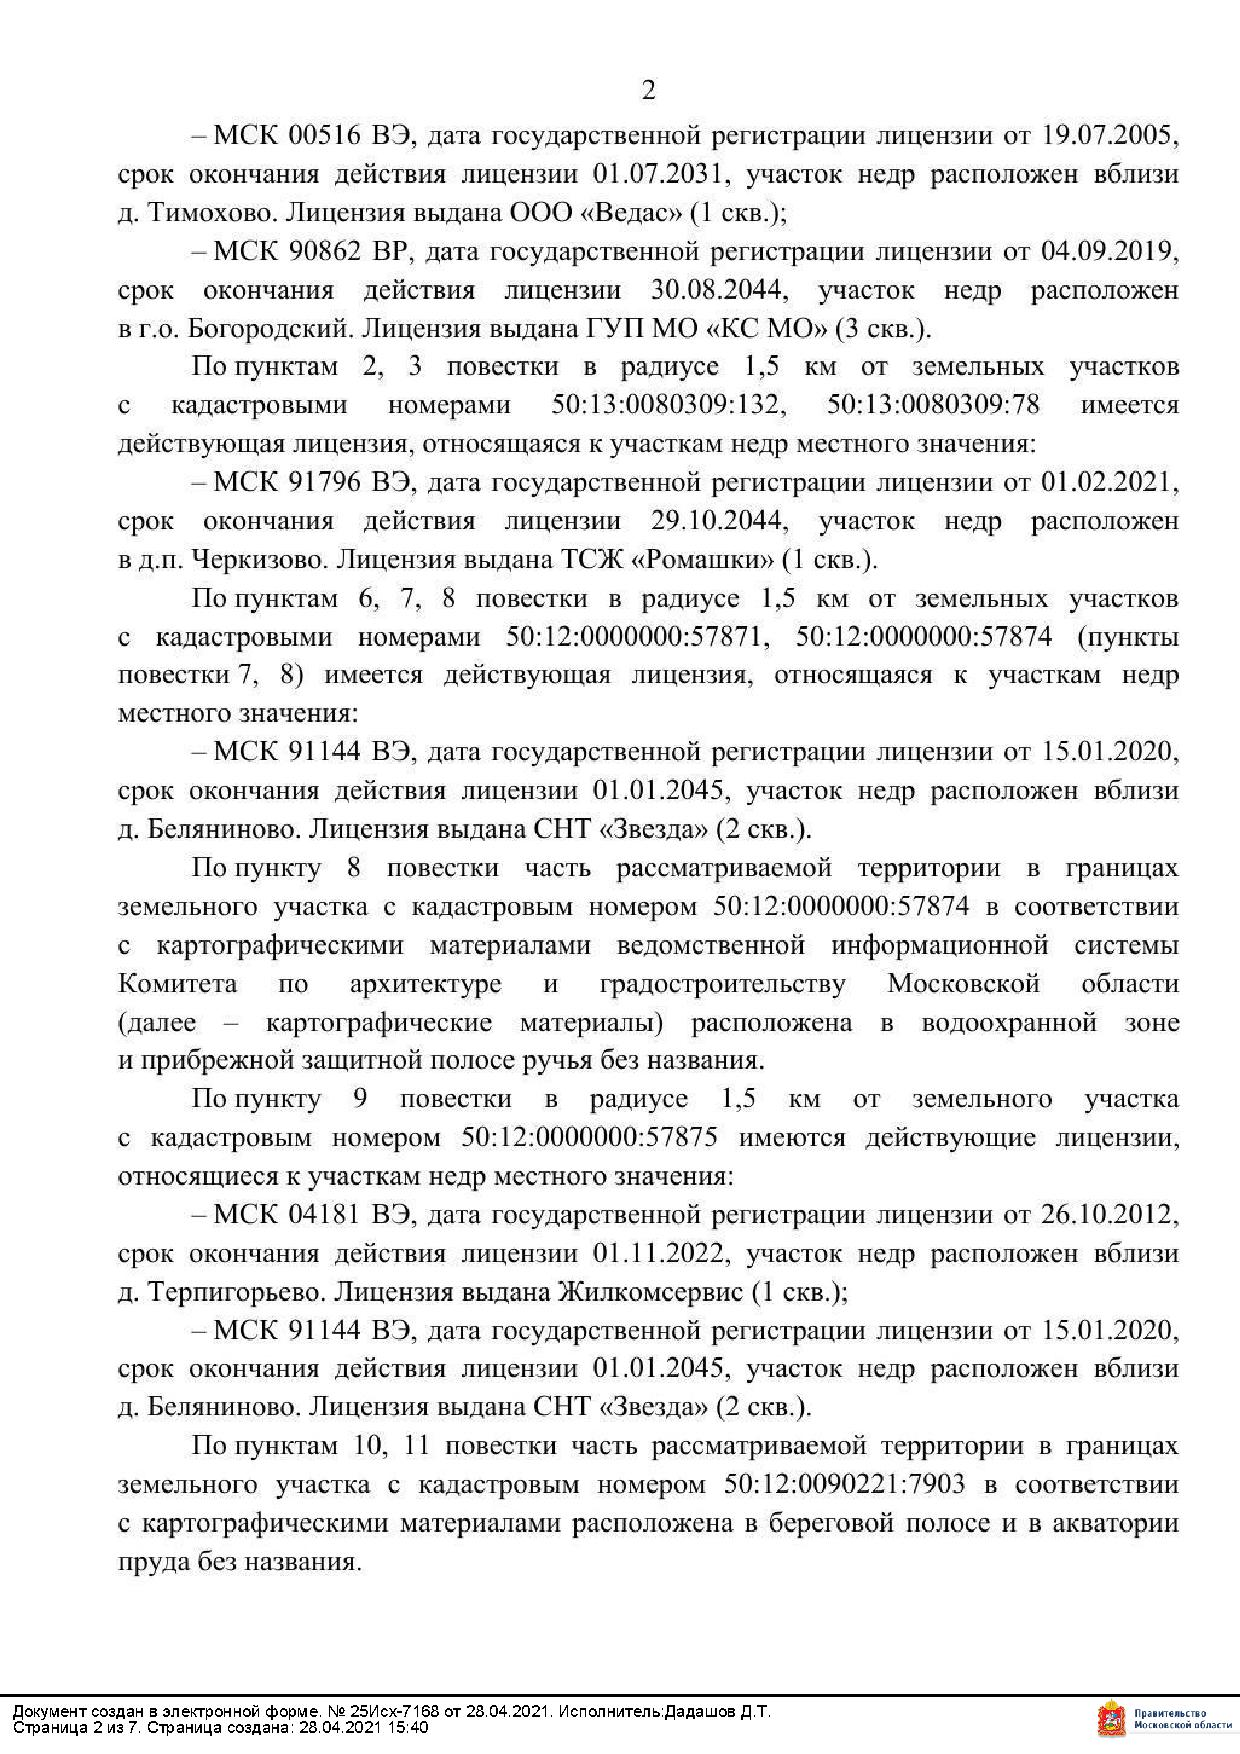 2
– МСК 00516 ВЭ, дата государственной регистрации лицензии от 19.07.2005,
срок окончания действия лицензии 01.07.2031, участок недр расположен вблизи
д. Тимохово. Лицензия выдана ООО «Ведас» (1 скв.);
– МСК 90862 ВР, дата государственной регистрации лицензии от 04.09.2019,
срок окончания действия лицензии 30.08.2044, участок недр расположен
в г.о. Богородский. Лицензия выдана ГУП МО «КС МО» (3 скв.).
По пунктам 2, 3 повестки в радиусе 1,5 км от земельных участков
с кадастровыми номерами 50:13:0080309:132, 50:13:0080309:78 имеется
действующая лицензия, относящаяся к участкам недр местного значения:
– МСК 91796 ВЭ, дата государственной регистрации лицензии от 01.02.2021,
срок окончания действия лицензии 29.10.2044, участок недр расположен
в д.п. Черкизово. Лицензия выдана ТСЖ «Ромашки» (1 скв.).
По пунктам 6, 7, 8 повестки в радиусе 1,5 км от земельных участков
с кадастровыми номерами 50:12:0000000:57871, 50:12:0000000:57874 (пункты
повестки 7, 8) имеется действующая лицензия, относящаяся к участкам недр
местного значения:
– МСК 91144 ВЭ, дата государственной регистрации лицензии от 15.01.2020,
срок окончания действия лицензии 01.01.2045, участок недр расположен вблизи
д. Беляниново. Лицензия выдана СНТ «Звезда» (2 скв.).
По пункту 8 повестки часть рассматриваемой территории в границах
земельного участка с кадастровым номером 50:12:0000000:57874 в соответствии
с картографическими материалами ведомственной информационной системы
Комитета по архитектуре и градостроительству Московской области
(далее – картографические материалы) расположена в водоохранной зоне
и прибрежной защитной полосе ручья без названия.
По пункту 9 повестки в радиусе 1,5 км от земельного участка
с кадастровым номером 50:12:0000000:57875 имеются действующие лицензии,
относящиеся к участкам недр местного значения:
– МСК 04181 ВЭ, дата государственной регистрации лицензии от 26.10.2012,
срок окончания действия лицензии 01.11.2022, участок недр расположен вблизи
д. Терпигорьево. Лицензия выдана Жилкомсервис (1 скв.);
– МСК 91144 ВЭ, дата государственной регистрации лицензии от 15.01.2020,
срок окончания действия лицензии 01.01.2045, участок недр расположен вблизи
д. Беляниново. Лицензия выдана СНТ «Звезда» (2 скв.).
По пунктам 10, 11 повестки часть рассматриваемой территории в границах
земельного участка с кадастровым номером 50:12:0090221:7903 в соответствии
с картографическими материалами расположена в береговой полосе и в акватории
пруда без названия.
Документ создан в электронной форме. № 25Исх-7168 от 28.04.2021. Исполнитель:Дадашов Д.Т.
Страница 2 из 7. Страница создана: 28.04.2021 15:40
Правительство
Московской области